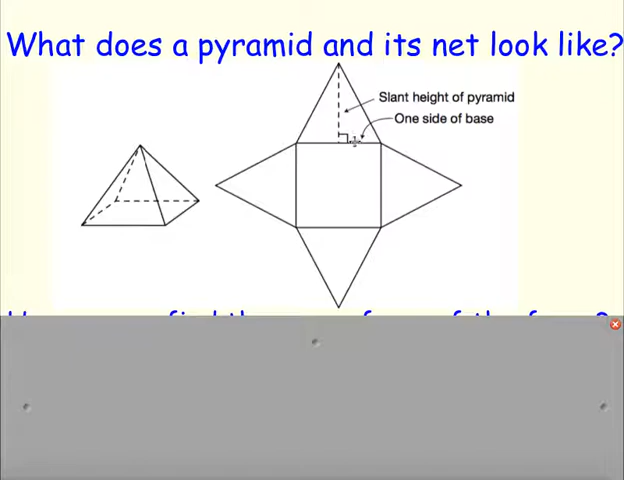 What does a pyramid and its net look like?
Slant height of pyramid
One side of base